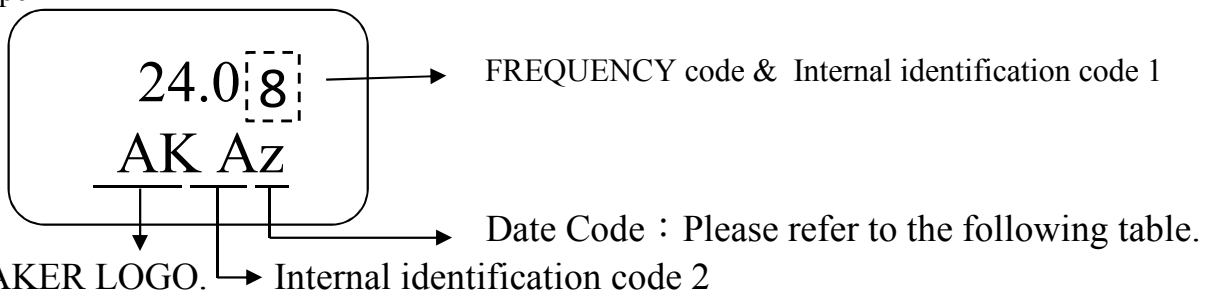 24.08
FREQUENCY code & Internal identification code 1
AK Az
Date Code：Please refer to the following table.
AKER LOGO.
Internal identification code 2